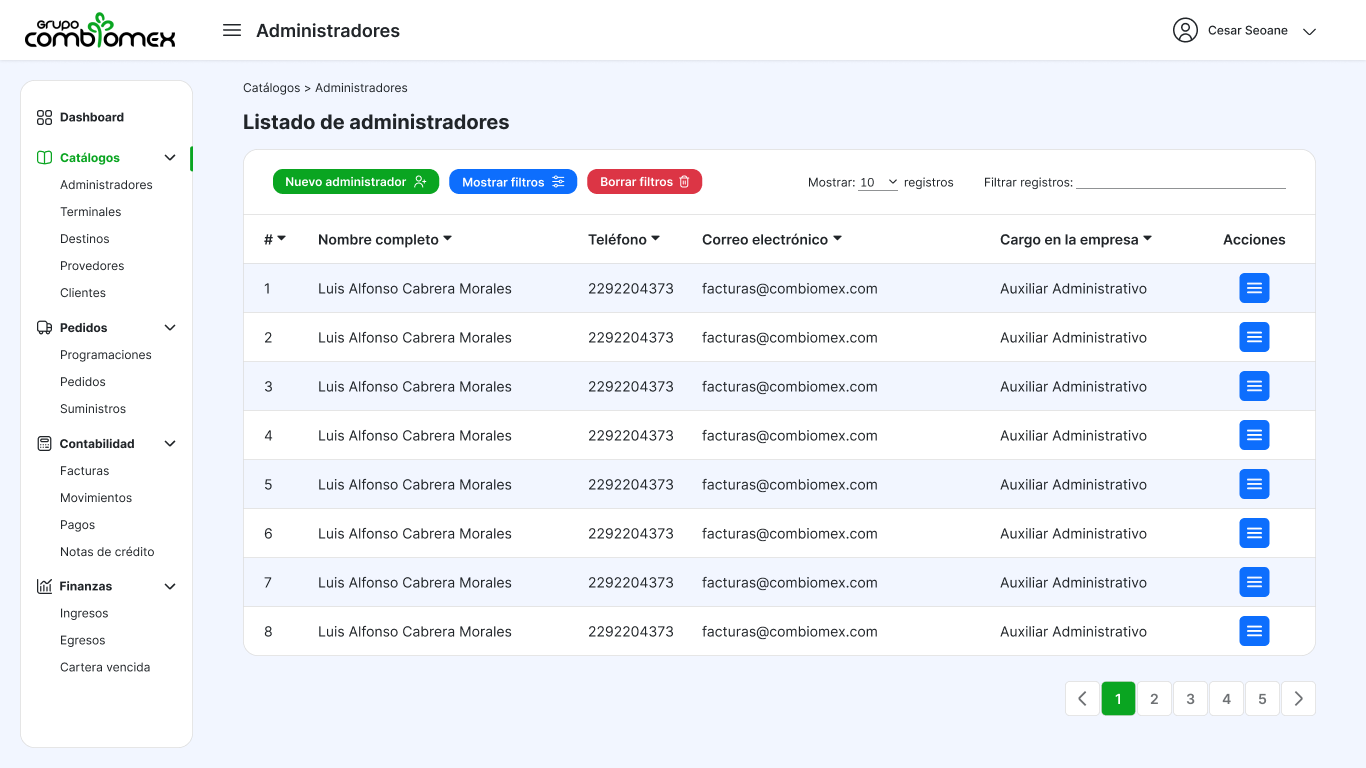 GRUPO
combiomex
Administradores
Cesar Seoane
Dashboard
Catálogos
Administradores
Terminales
Destinos
Provedores
Clientes
Pedidos
Programaciones
Pedidos
Suministros
Contabilidad
Facturas
Movimientos
Pagos
Notas de crédito
Finanzas
Ingresos
Egresos
Cartera vencida
Catálogos > Administradores
Listado de administradores
Nuevo administrador Mostrar filtros Borrar filtros Mostrar: 10 registros Filtrar registros:
# Nombre completo Teléfono Correo electrónico Cargo en la empresa Acciones
1 Luis Alfonso Cabrera Morales 2292204373 facturas@combiomex.com Auxiliar Administrativo
2 Luis Alfonso Cabrera Morales 2292204373 facturas@combiomex.com Auxiliar Administrativo
3 Luis Alfonso Cabrera Morales 2292204373 facturas@combiomex.com Auxiliar Administrativo
4 Luis Alfonso Cabrera Morales 2292204373 facturas@combiomex.com Auxiliar Administrativo
5 Luis Alfonso Cabrera Morales 2292204373 facturas@combiomex.com Auxiliar Administrativo
6 Luis Alfonso Cabrera Morales 2292204373 facturas@combiomex.com Auxiliar Administrativo
7 Luis Alfonso Cabrera Morales 2292204373 facturas@combiomex.com Auxiliar Administrativo
8 Luis Alfonso Cabrera Morales 2292204373 facturas@combiomex.com Auxiliar Administrativo
1 2 3 4 5